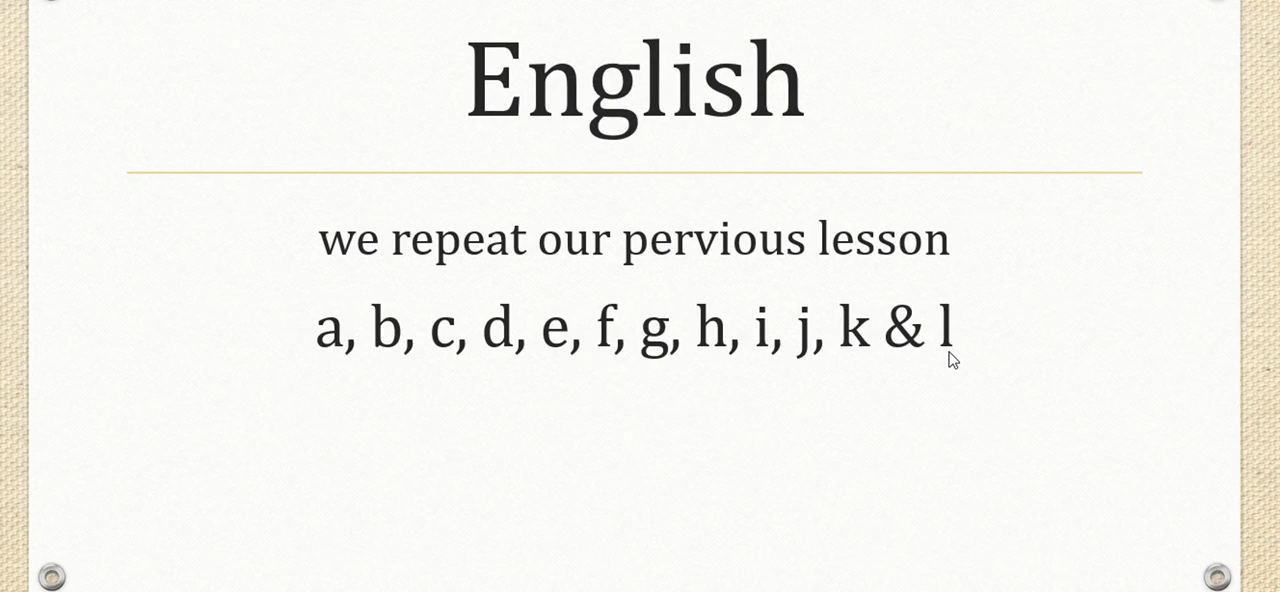 English
we repeat our pervious lesson
a, b, c, d, e, f, g, h, i, j, k & l